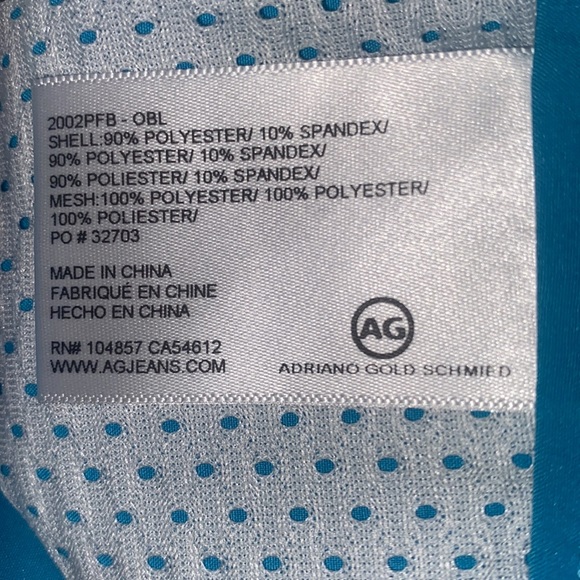 2002PFB - OBL
SHELL:90% POLYESTER/ 10% SPANDEX/
90% POLYESTER/ 10% SPANDEX/
90% POLIESTER/ 10% SPANDEX/
MESH:100% POLYESTER/ 100% POLYESTER/
100% POLIESTER/
PO # 32703
MADE IN CHINA
FABRIQUÉ EN CHINE
HECHO EN CHINA
RN# 104857 CA54612
WWW.AGJEANS.COM
AG
ADRIANO GOLD SCHMIED